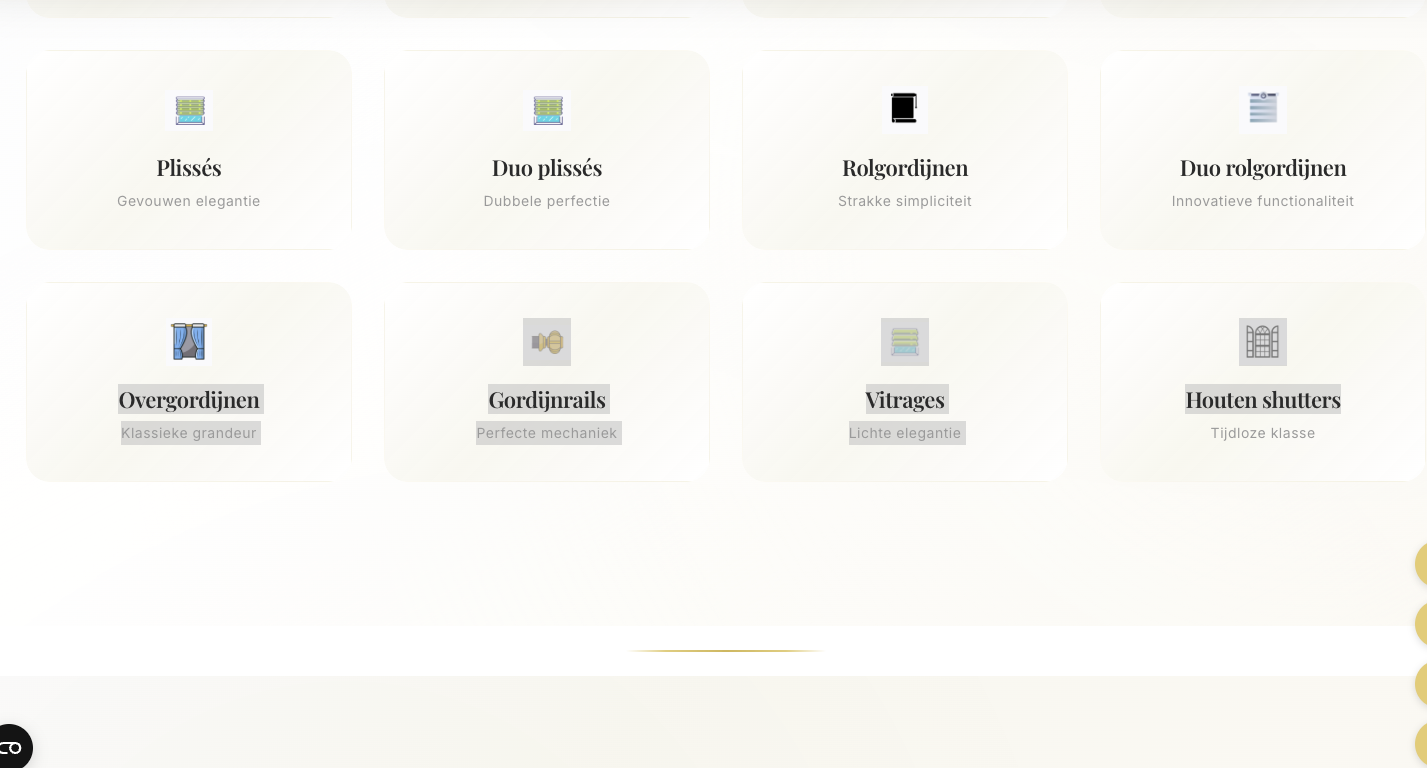 Plissés
Gevouwen elegantie
Duo plissés
Dubbele perfectie
Rolgordijnen
Strakke simpliciteit
Duo rolgordijnen
Innovatieve functionaliteit
Overgordijnen
Klassieke grandeur
Gordijnrails
Perfecte mechaniek
Vitrages
Lichte elegantie
Houten shutters
Tijdloze klasse